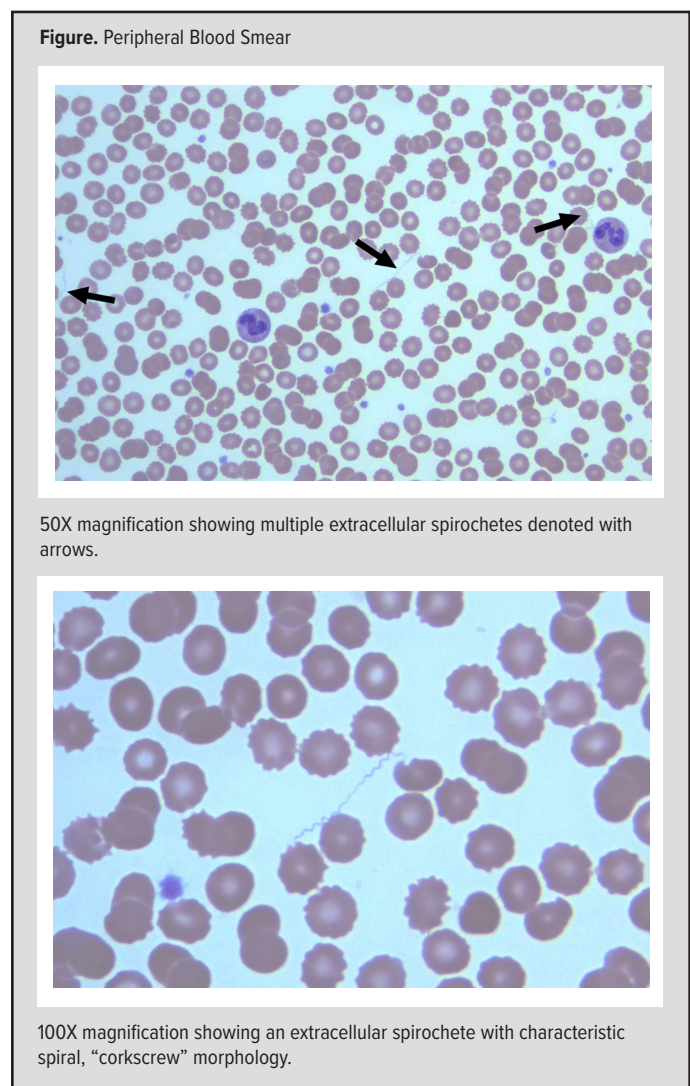 Figure. Peripheral Blood Smear
50X magnification showing multiple extracellular spirochetes denoted with
arrows.
100X magnification showing an extracellular spirochete with characteristic
spiral, “corkscrew” morphology.